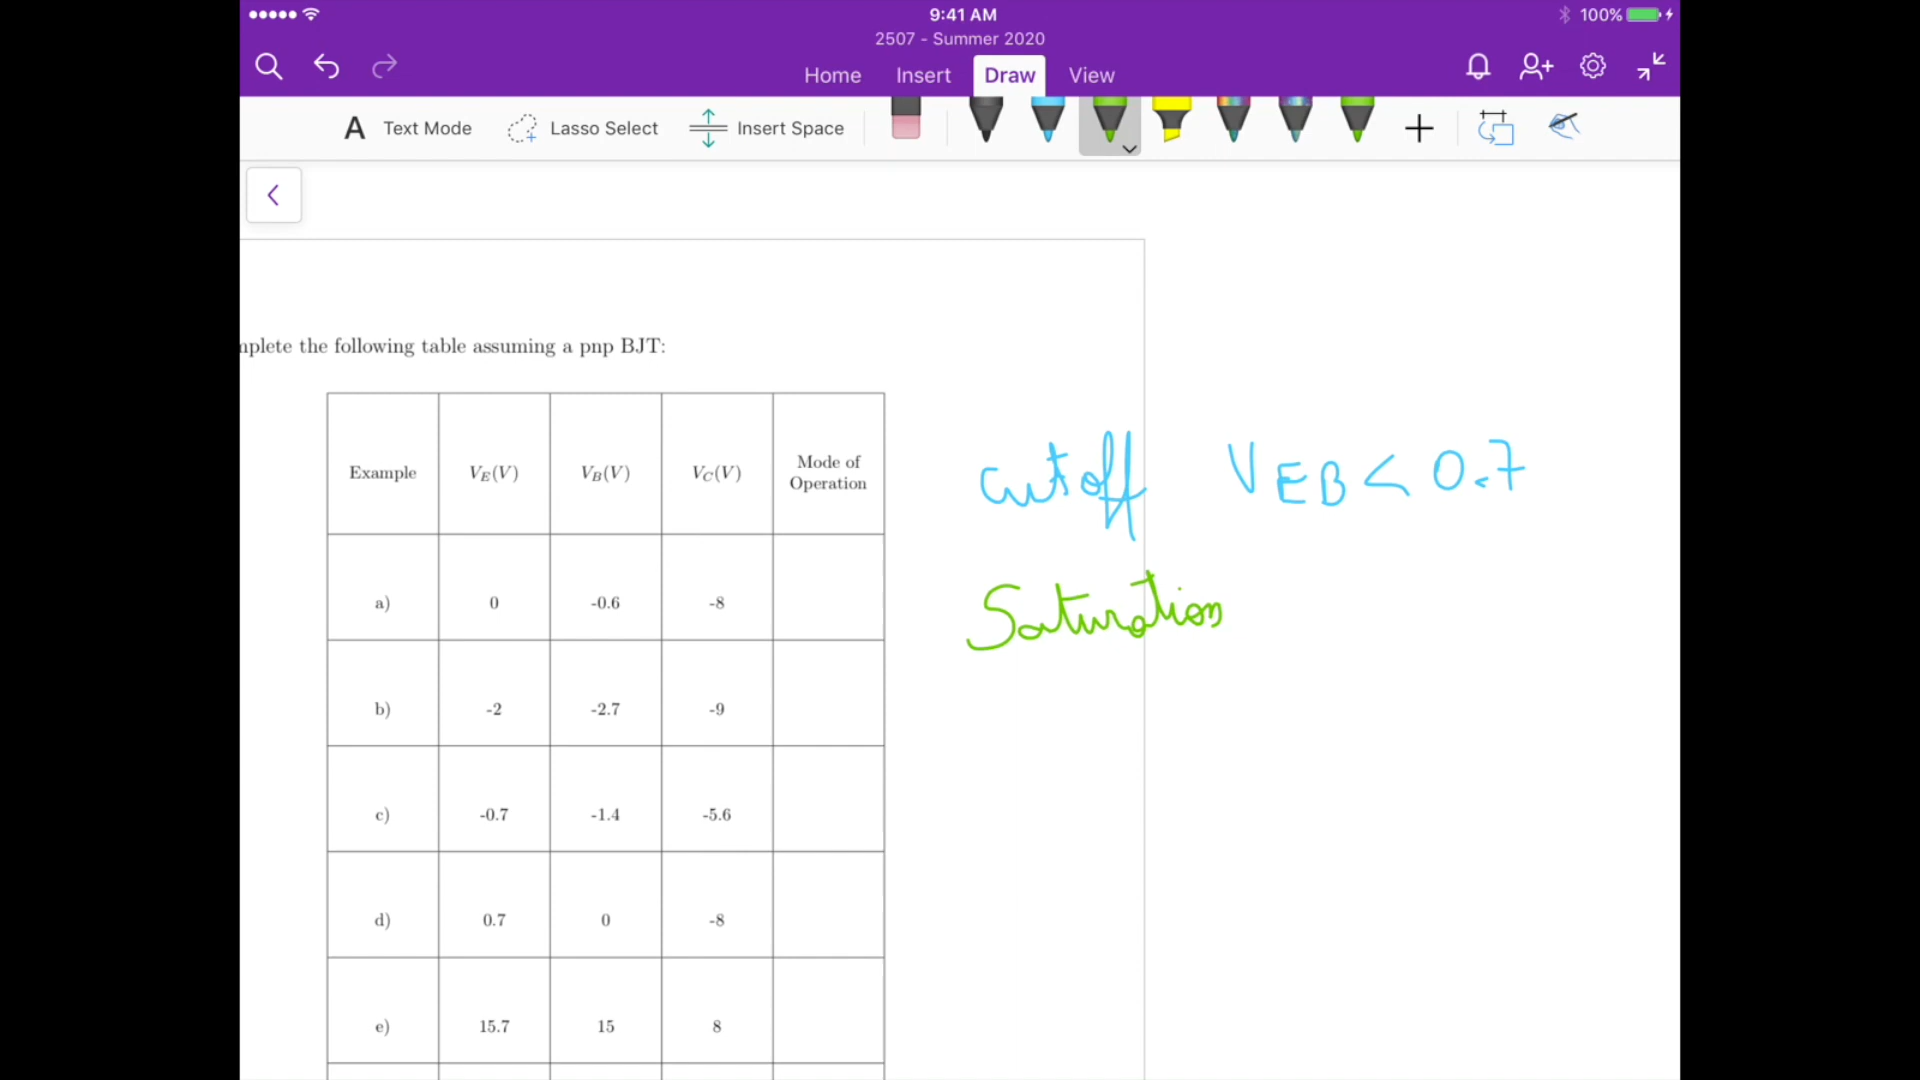 9:41 AM
100%
2507 - Summer 2020
Home Insert Draw View
A Text Mode Lasso Select Insert Space
mplete the following table assuming a pnp BJT:
Example V_E(V) V_B(V) V_C(V) Mode of
Operation
cutoff V_EB < 0.7
a) 0 -0.6 -8
Saturation
b) -2 -2.7 -9
c) -0.7 -1.4 -5.6
d) 0.7 0 -8
e) 15.7 15 8